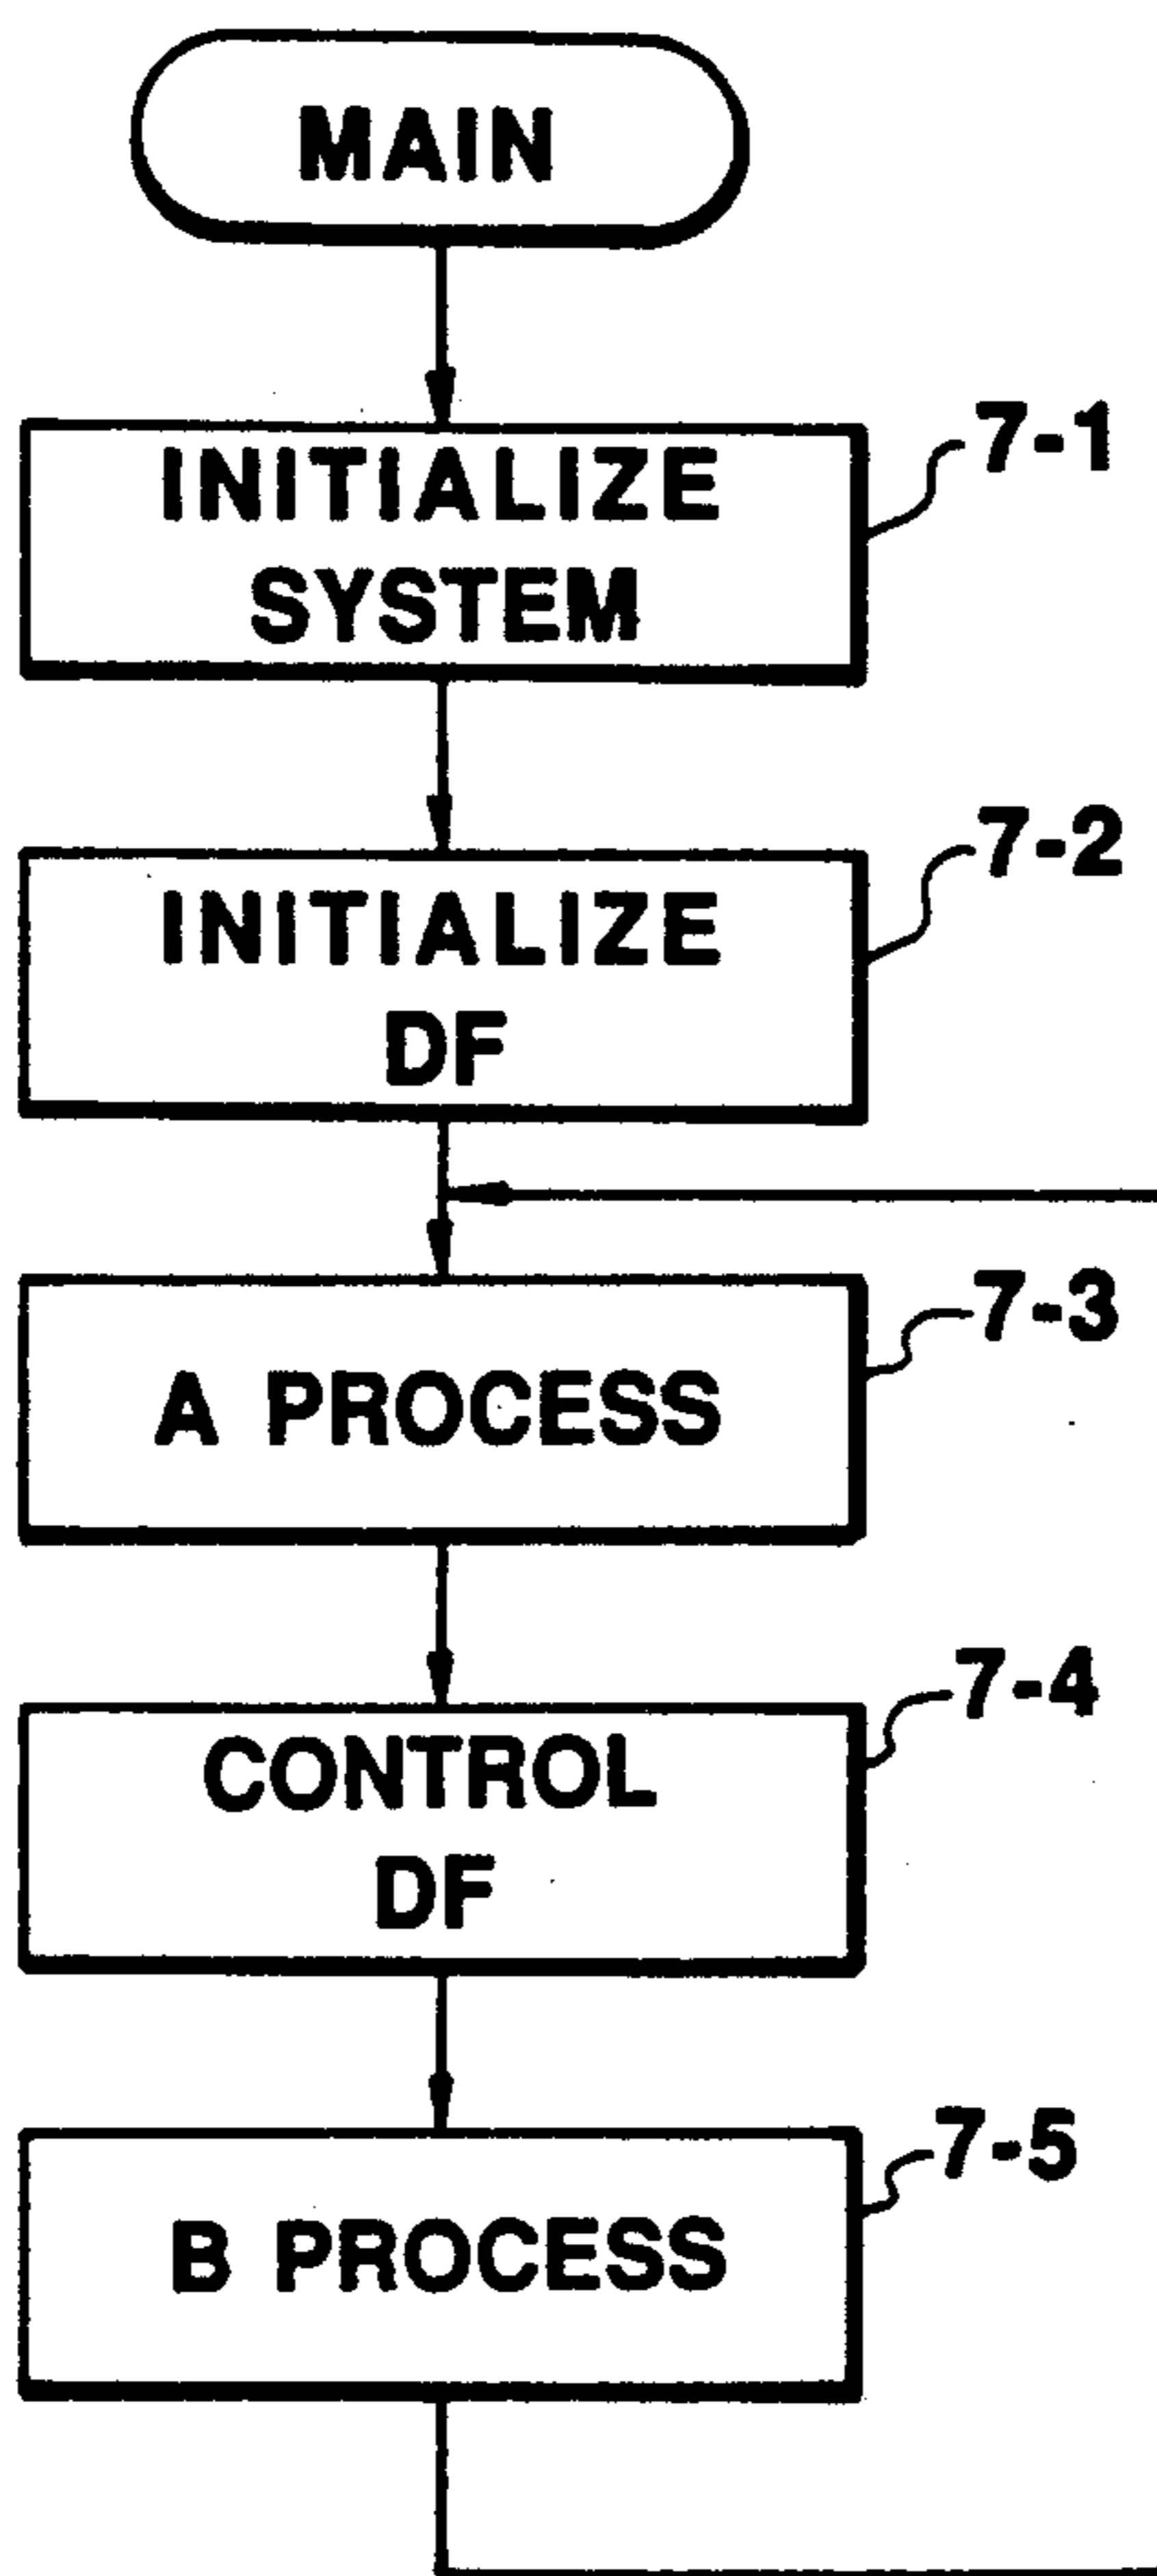 MAIN
7-1
INITIALIZE
SYSTEM
7-2
INITIALIZE
DF
7-3
A PROCESS
7-4
CONTROL
DF
7-5
B PROCESS